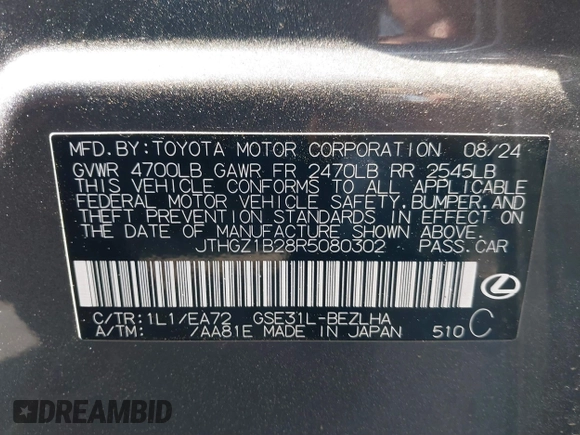 MFD.BY:TOYOTA MOTOR CORPORATION 08/24
GVWR 4700LB GAWR FR 2470LB RR 2545LB
THIS VEHICLE CONFORMS TO ALL APPLICABLE
FEDERAL MOTOR VEHICLE SAFETY,BUMPER,AND
THEFT PREVENTION STANDARDS IN EFFECT ON
THE DATE OF MANUFACTURE SHOWN ABOVE.
JTHGZ1B28R5080302 PASS.CAR
C/TR:1L1/EA72 GSE31L-BEZLHA
A/TM: /AA81E MADE IN JAPAN 510 C
DREAMBID